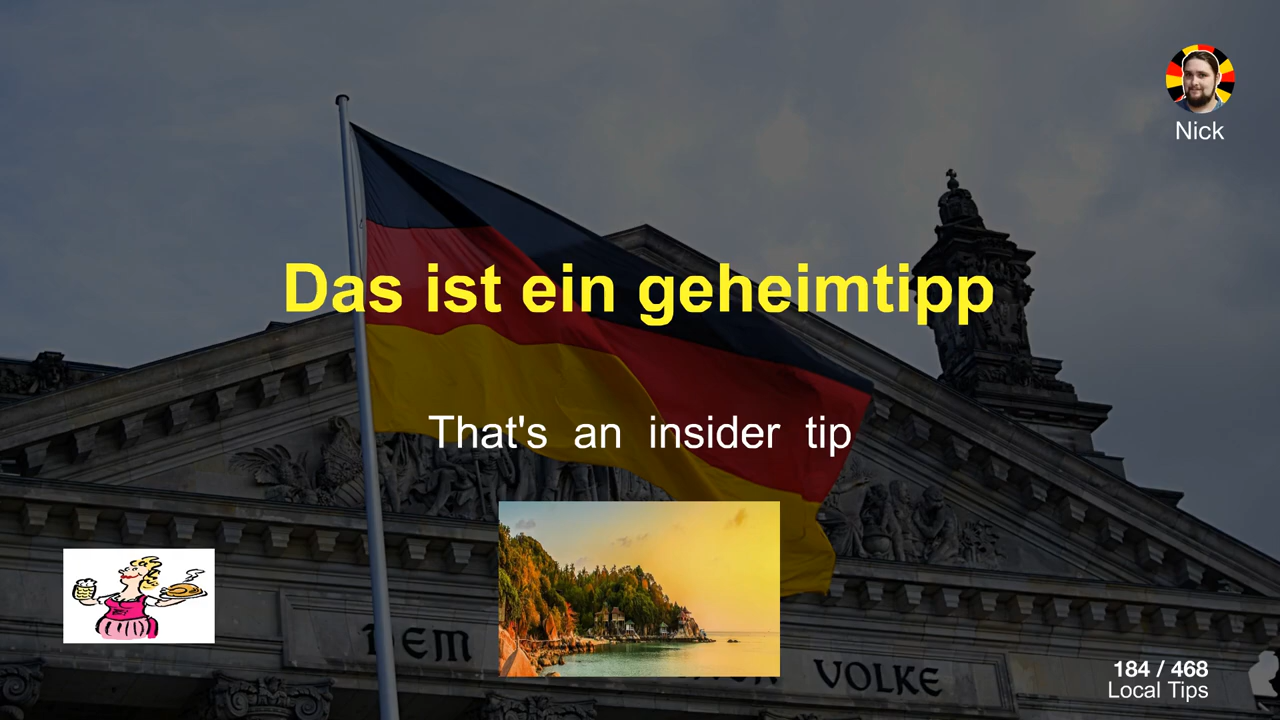 Nick
Das ist ein geheimtipp
That's an insider tip
DEM
VOLKE
184 / 468
Local Tips